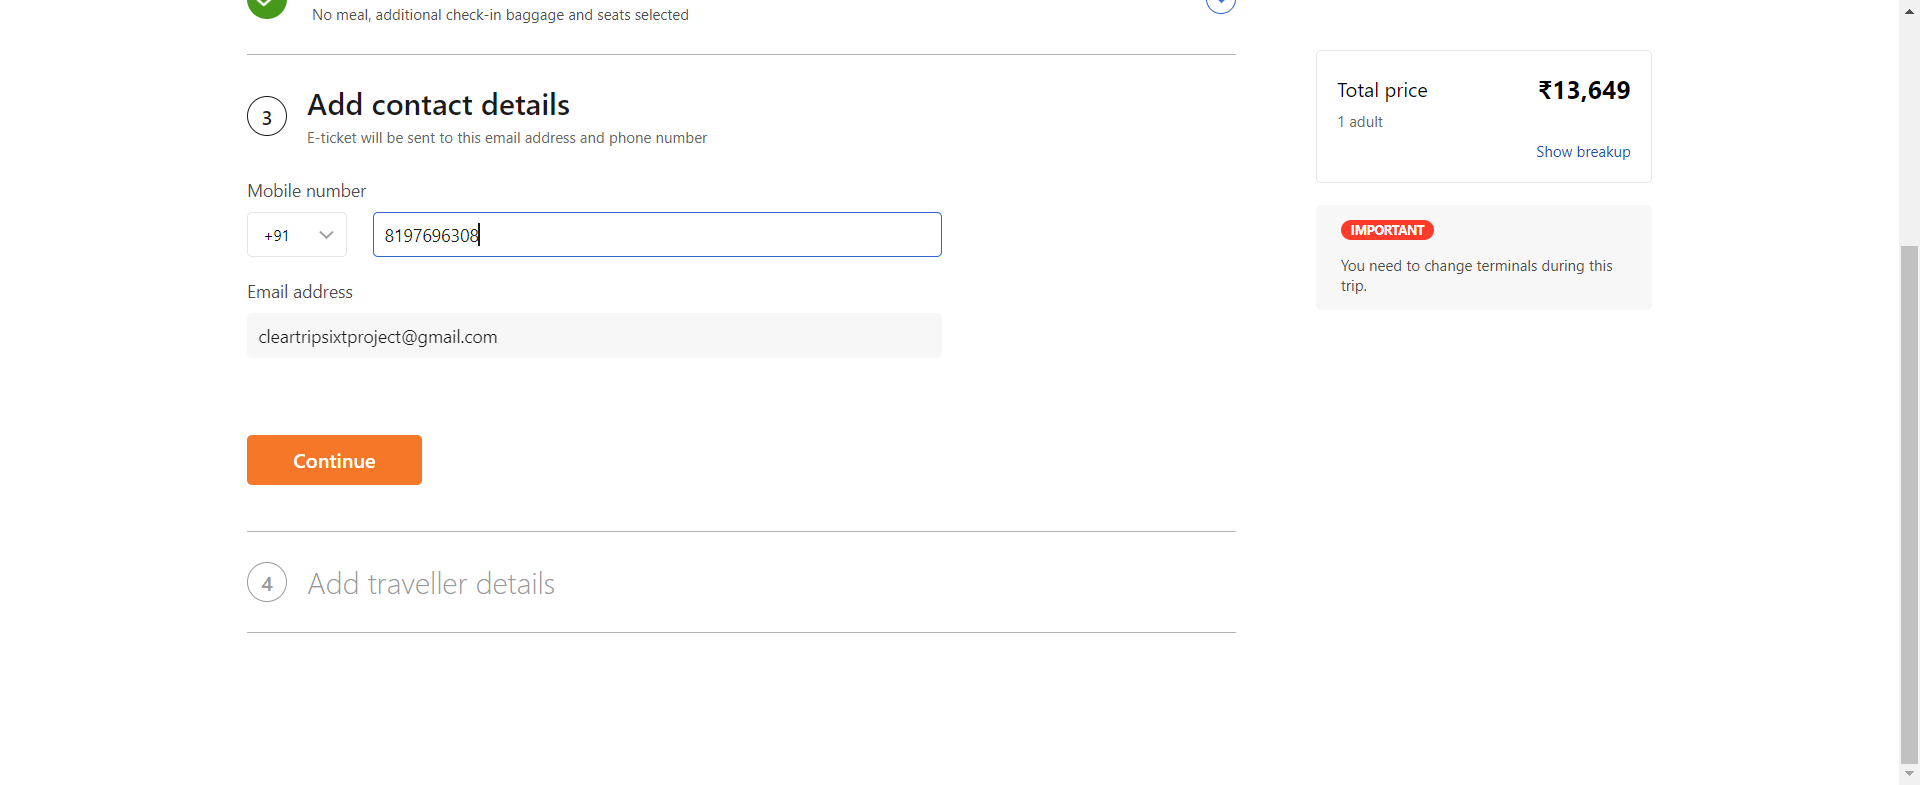 No meal, additional check-in baggage and seats selected
3
Add contact details
E-ticket will be sent to this email address and phone number
Mobile number
+91
8197696308
Email address
cleartripsixtproject@gmail.com
Continue
4
Add traveller details
Total price
₹13,649
1 adult
Show breakup
IMPORTANT
You need to change terminals during this
trip.